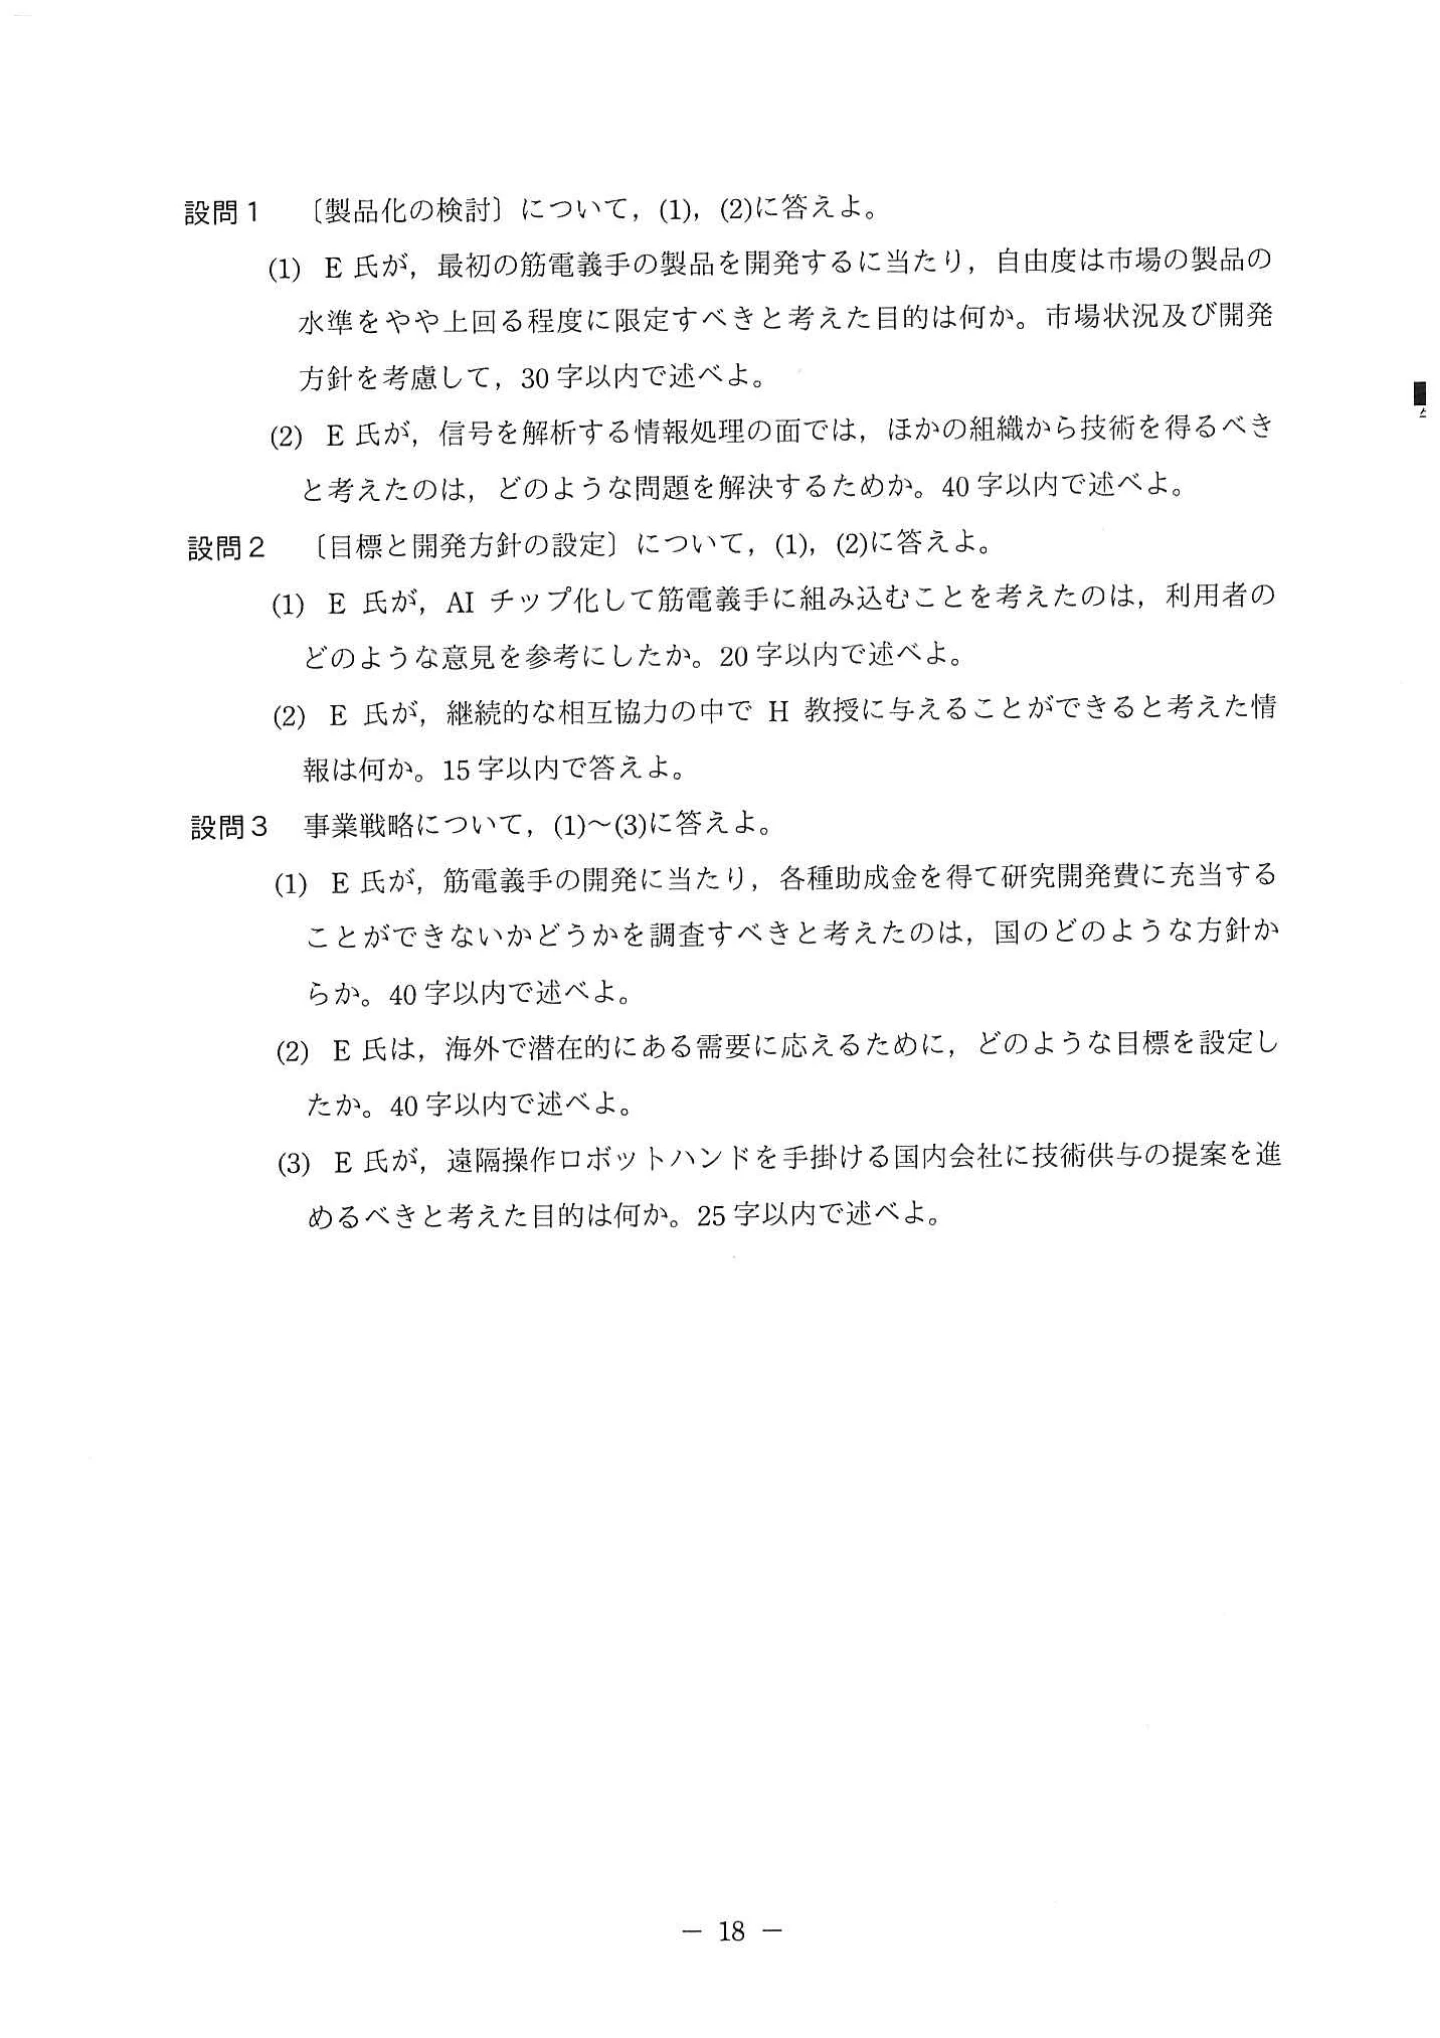 設問1 〔製品化の検討〕について，(1)，(2)に答えよ。
(1) E 氏が，最初の筋電義手の製品を開発するに当たり，自由度は市場の製品の
水準をやや上回る程度に限定すべきと考えた目的は何か。市場状況及び開発
方針を考慮して，30 字以内で述べよ。
(2) E 氏が，信号を解析する情報処理の面では，ほかの組織から技術を得るべき
と考えたのは，どのような問題を解決するためか。40 字以内で述べよ。
設問2 〔目標と開発方針の設定〕について，(1)，(2)に答えよ。
(1) E 氏が，AI チップ化して筋電義手に組み込むことを考えたのは，利用者の
どのような意見を参考にしたか。20 字以内で述べよ。
(2) E 氏が，継続的な相互協力の中で H 教授に与えることができると考えた情
報は何か。15 字以内で答えよ。
設問3 事業戦略について，(1)～(3)に答えよ。
(1) E 氏が，筋電義手の開発に当たり，各種助成金を得て研究開発費に充当する
ことができないかどうかを調査すべきと考えたのは，国のどのような方針か
らか。40 字以内で述べよ。
(2) E 氏は，海外で潜在的にある需要に応えるために，どのような目標を設定し
たか。40 字以内で述べよ。
(3) E 氏が，遠隔操作ロボットハンドを手掛ける国内会社に技術供与の提案を進
めるべきと考えた目的は何か。25 字以内で述べよ。
－ 18 －